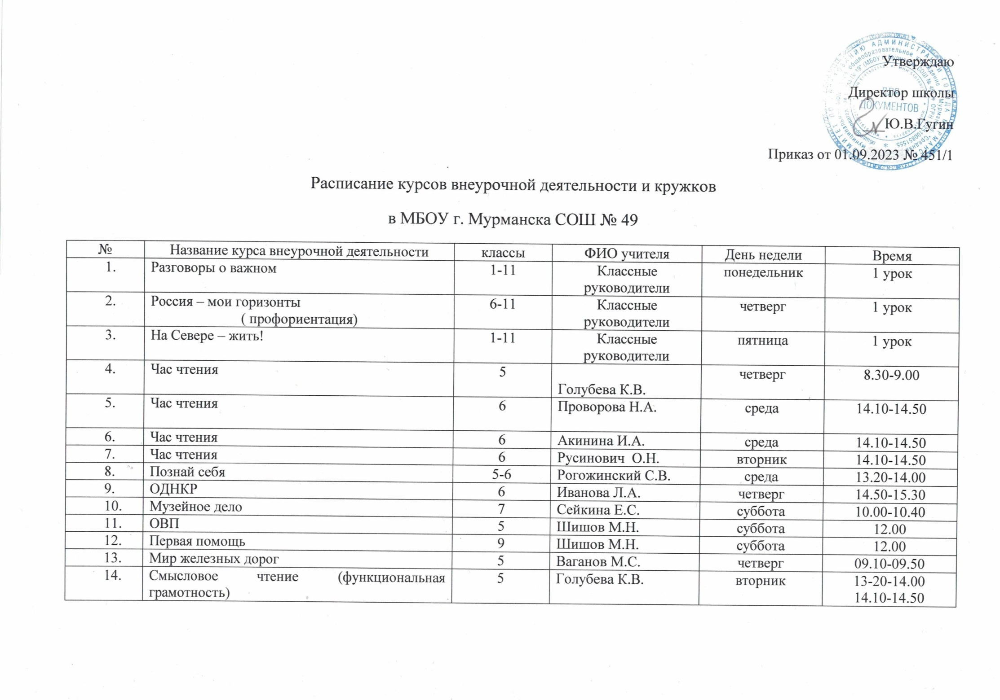 Утверждаю
Директор школы
___Ю.В.Гугин
Приказ от 01.09.2023 № 451/1
ДЛЯ
ДОКУМЕНТОВ
Расписание курсов внеурочной деятельности и кружков
в МБОУ г. Мурманска СОШ № 49
№ Название курса внеурочной деятельности классы ФИО учителя День недели Время
1. Разговоры о важном 1-11 Классные понедельник 1 урок
руководители
2. Россия – мои горизонты 6-11 Классные четверг 1 урок
( профориентация) руководители
3. На Севере – жить! 1-11 Классные пятница 1 урок
руководители
4. Час чтения 5 четверг 8.30-9.00
Голубева К.В.
5. Час чтения 6 Проворова Н.А. среда 14.10-14.50
6. Час чтения 6 Акинина И.А. среда 14.10-14.50
7. Час чтения 6 Русинович О.Н. вторник 14.10-14.50
8. Познай себя 5-6 Рогожинский С.В. среда 13.20-14.00
9. ОДНКР 6 Иванова Л.А. четверг 14.50-15.30
10. Музейное дело 7 Сейкина Е.С. суббота 10.00-10.40
11. ОВП 5 Шишов М.Н. суббота 12.00
12. Первая помощь 9 Шишов М.Н. суббота 12.00
13. Мир железных дорог 5 Ваганов М.С. четверг 09.10-09.50
14. Смысловое чтение (функциональная 5 Голубева К.В. вторник 13-20-14.00
грамотность) 14.10-14.50